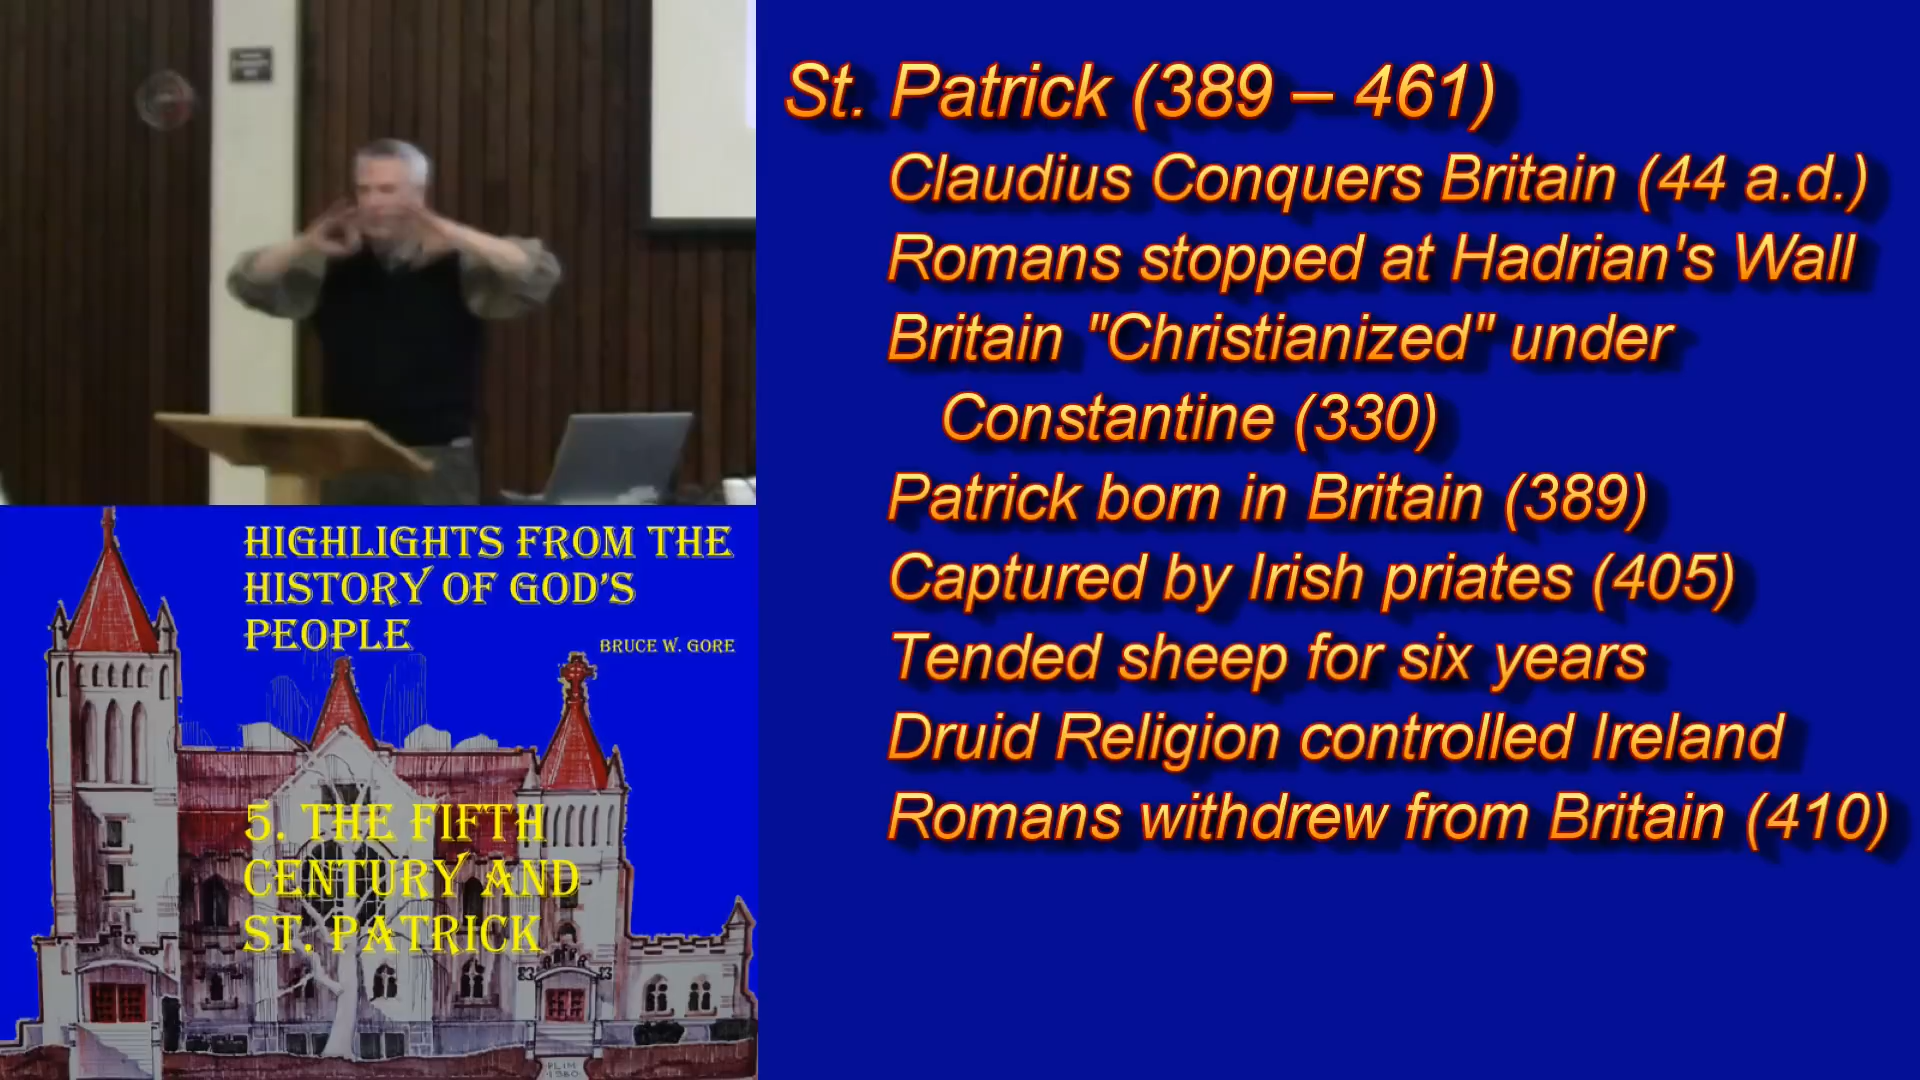 St. Patrick (389 – 461)
Claudius Conquers Britain (44 a.d.)
Romans stopped at Hadrian's Wall
Britain "Christianized" under
Constantine (330)
Patrick born in Britain (389)
Captured by Irish priates (405)
Tended sheep for six years
Druid Religion controlled Ireland
Romans withdrew from Britain (410)
HIGHLIGHTS FROM THE
HISTORY OF GOD'S
PEOPLE
BRUCE W. GORE
5. THE FIFTH
CENTURY AND
ST. PATRICK